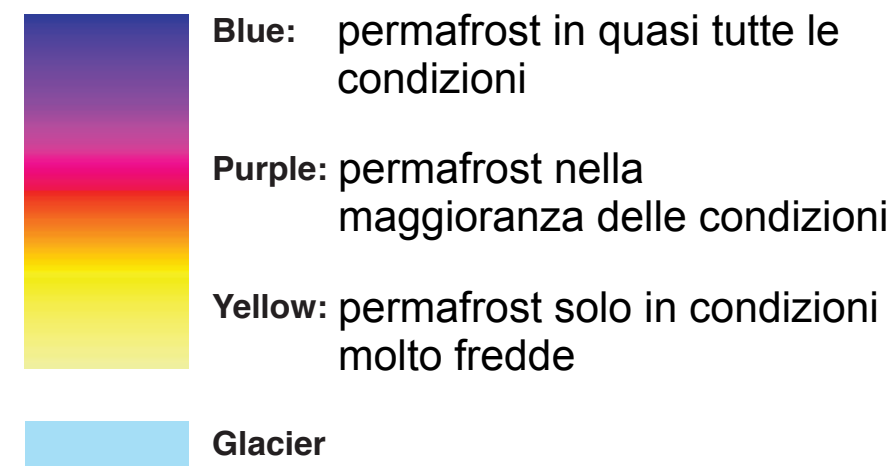 Blue: permafrost in quasi tutte le
condizioni
Purple: permafrost nella
maggioranza delle condizioni
Yellow: permafrost solo in condizioni
molto fredde
Glacier